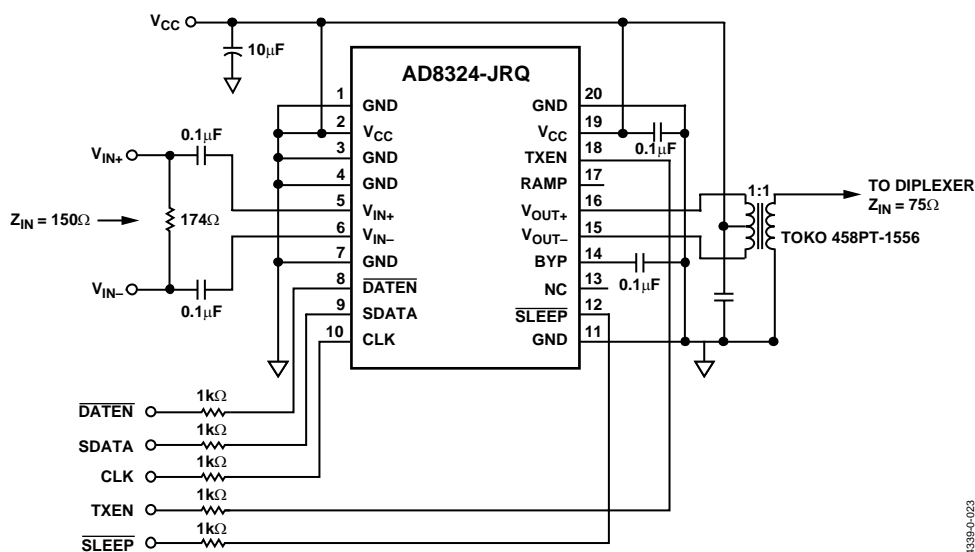 VCC
10μF
AD8324-JRQ
1 GND
2 VCC
3 GND
4 GND
5 VIN+
6 VIN–
7 GND
8 DATEN
9 SDATA
10 CLK
GND 20
VCC 19
TXEN 18
RAMP 17
VOUT+ 16
VOUT– 15
BYP 14
NC 13
SLEEP 12
GND 11
0.1μF
VIN+
ZIN = 150Ω
174Ω
VIN–
0.1μF
0.1μF
0.1μF
1:1
TO DIPLEXER
ZIN = 75Ω
TOKO 458PT-1556
DATEN
1kΩ
SDATA
1kΩ
CLK
1kΩ
TXEN
1kΩ
SLEEP
1kΩ